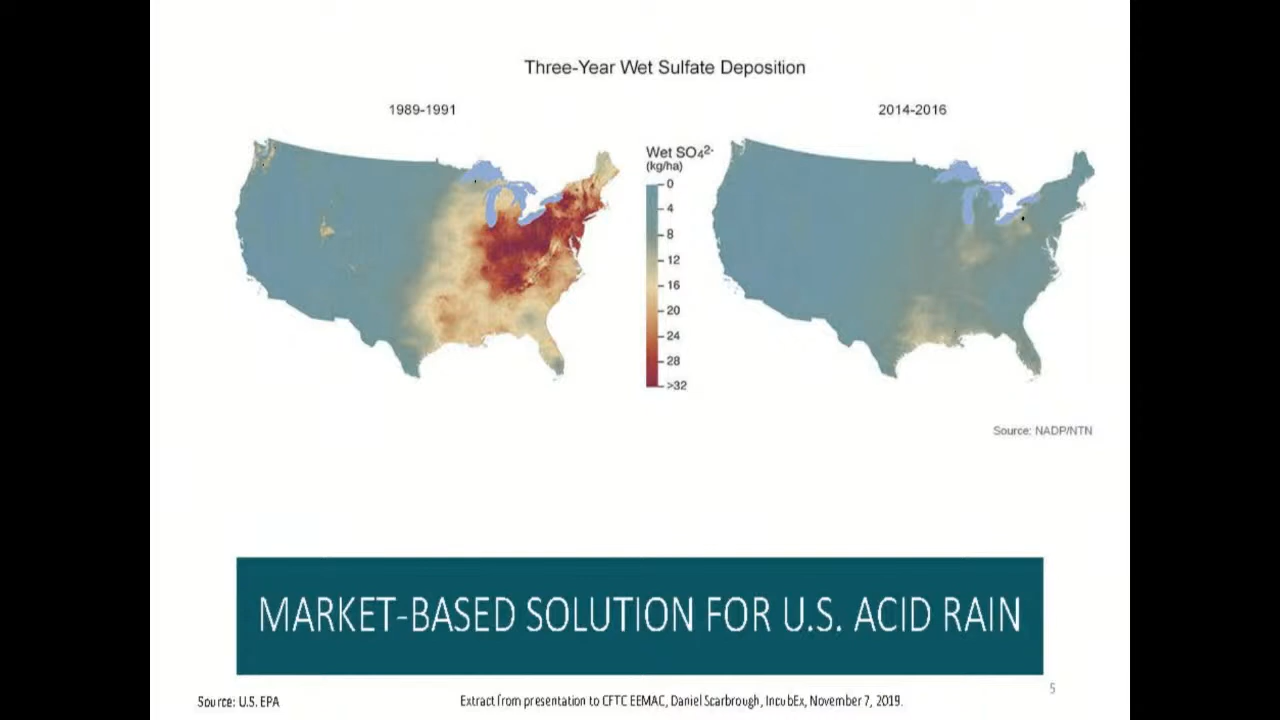 Three-Year Wet Sulfate Deposition
1989-1991
2014-2016
Wet SO₄²⁻
(kg/ha)
0
4
8
12
16
20
24
28
>32
Source: NADP/NTN
MARKET-BASED SOLUTION FOR U.S. ACID RAIN
5
Source: U.S. EPA
Extract from presentation to CFTC EEMAC, Daniel Scarbrough, IncubEx, November 7, 2019.